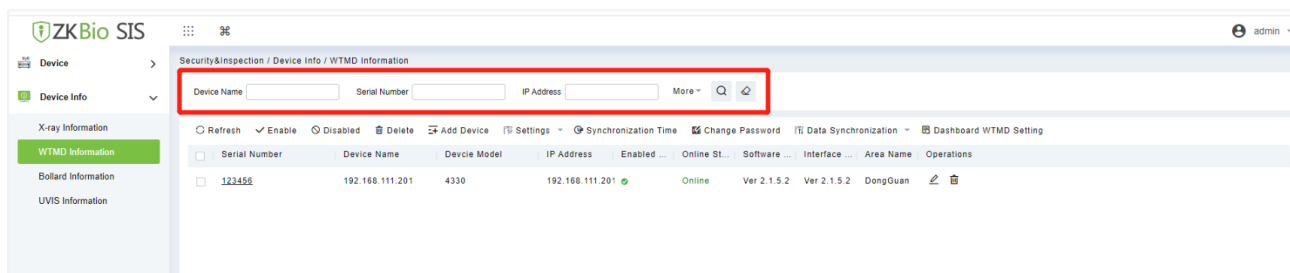 ZKBio SIS
admin
Device
Security&Inspection / Device Info / WTMD Information
Device Info
Device Name Serial Number IP Address More
X-ray Information
Refresh Enable Disabled Delete Add Device Settings Synchronization Time Change Password Data Synchronization Dashboard WTMD Setting
WTMD Information
Serial Number Device Name Devcie Model IP Address Enabled ... Online St... Software ... Interface ... Area Name Operations
Bollard Information
123456 192.168.111.201 4330 192.168.111.201 Online Ver 2.1.5.2 Ver 2.1.5.2 DongGuan
UVIS Information